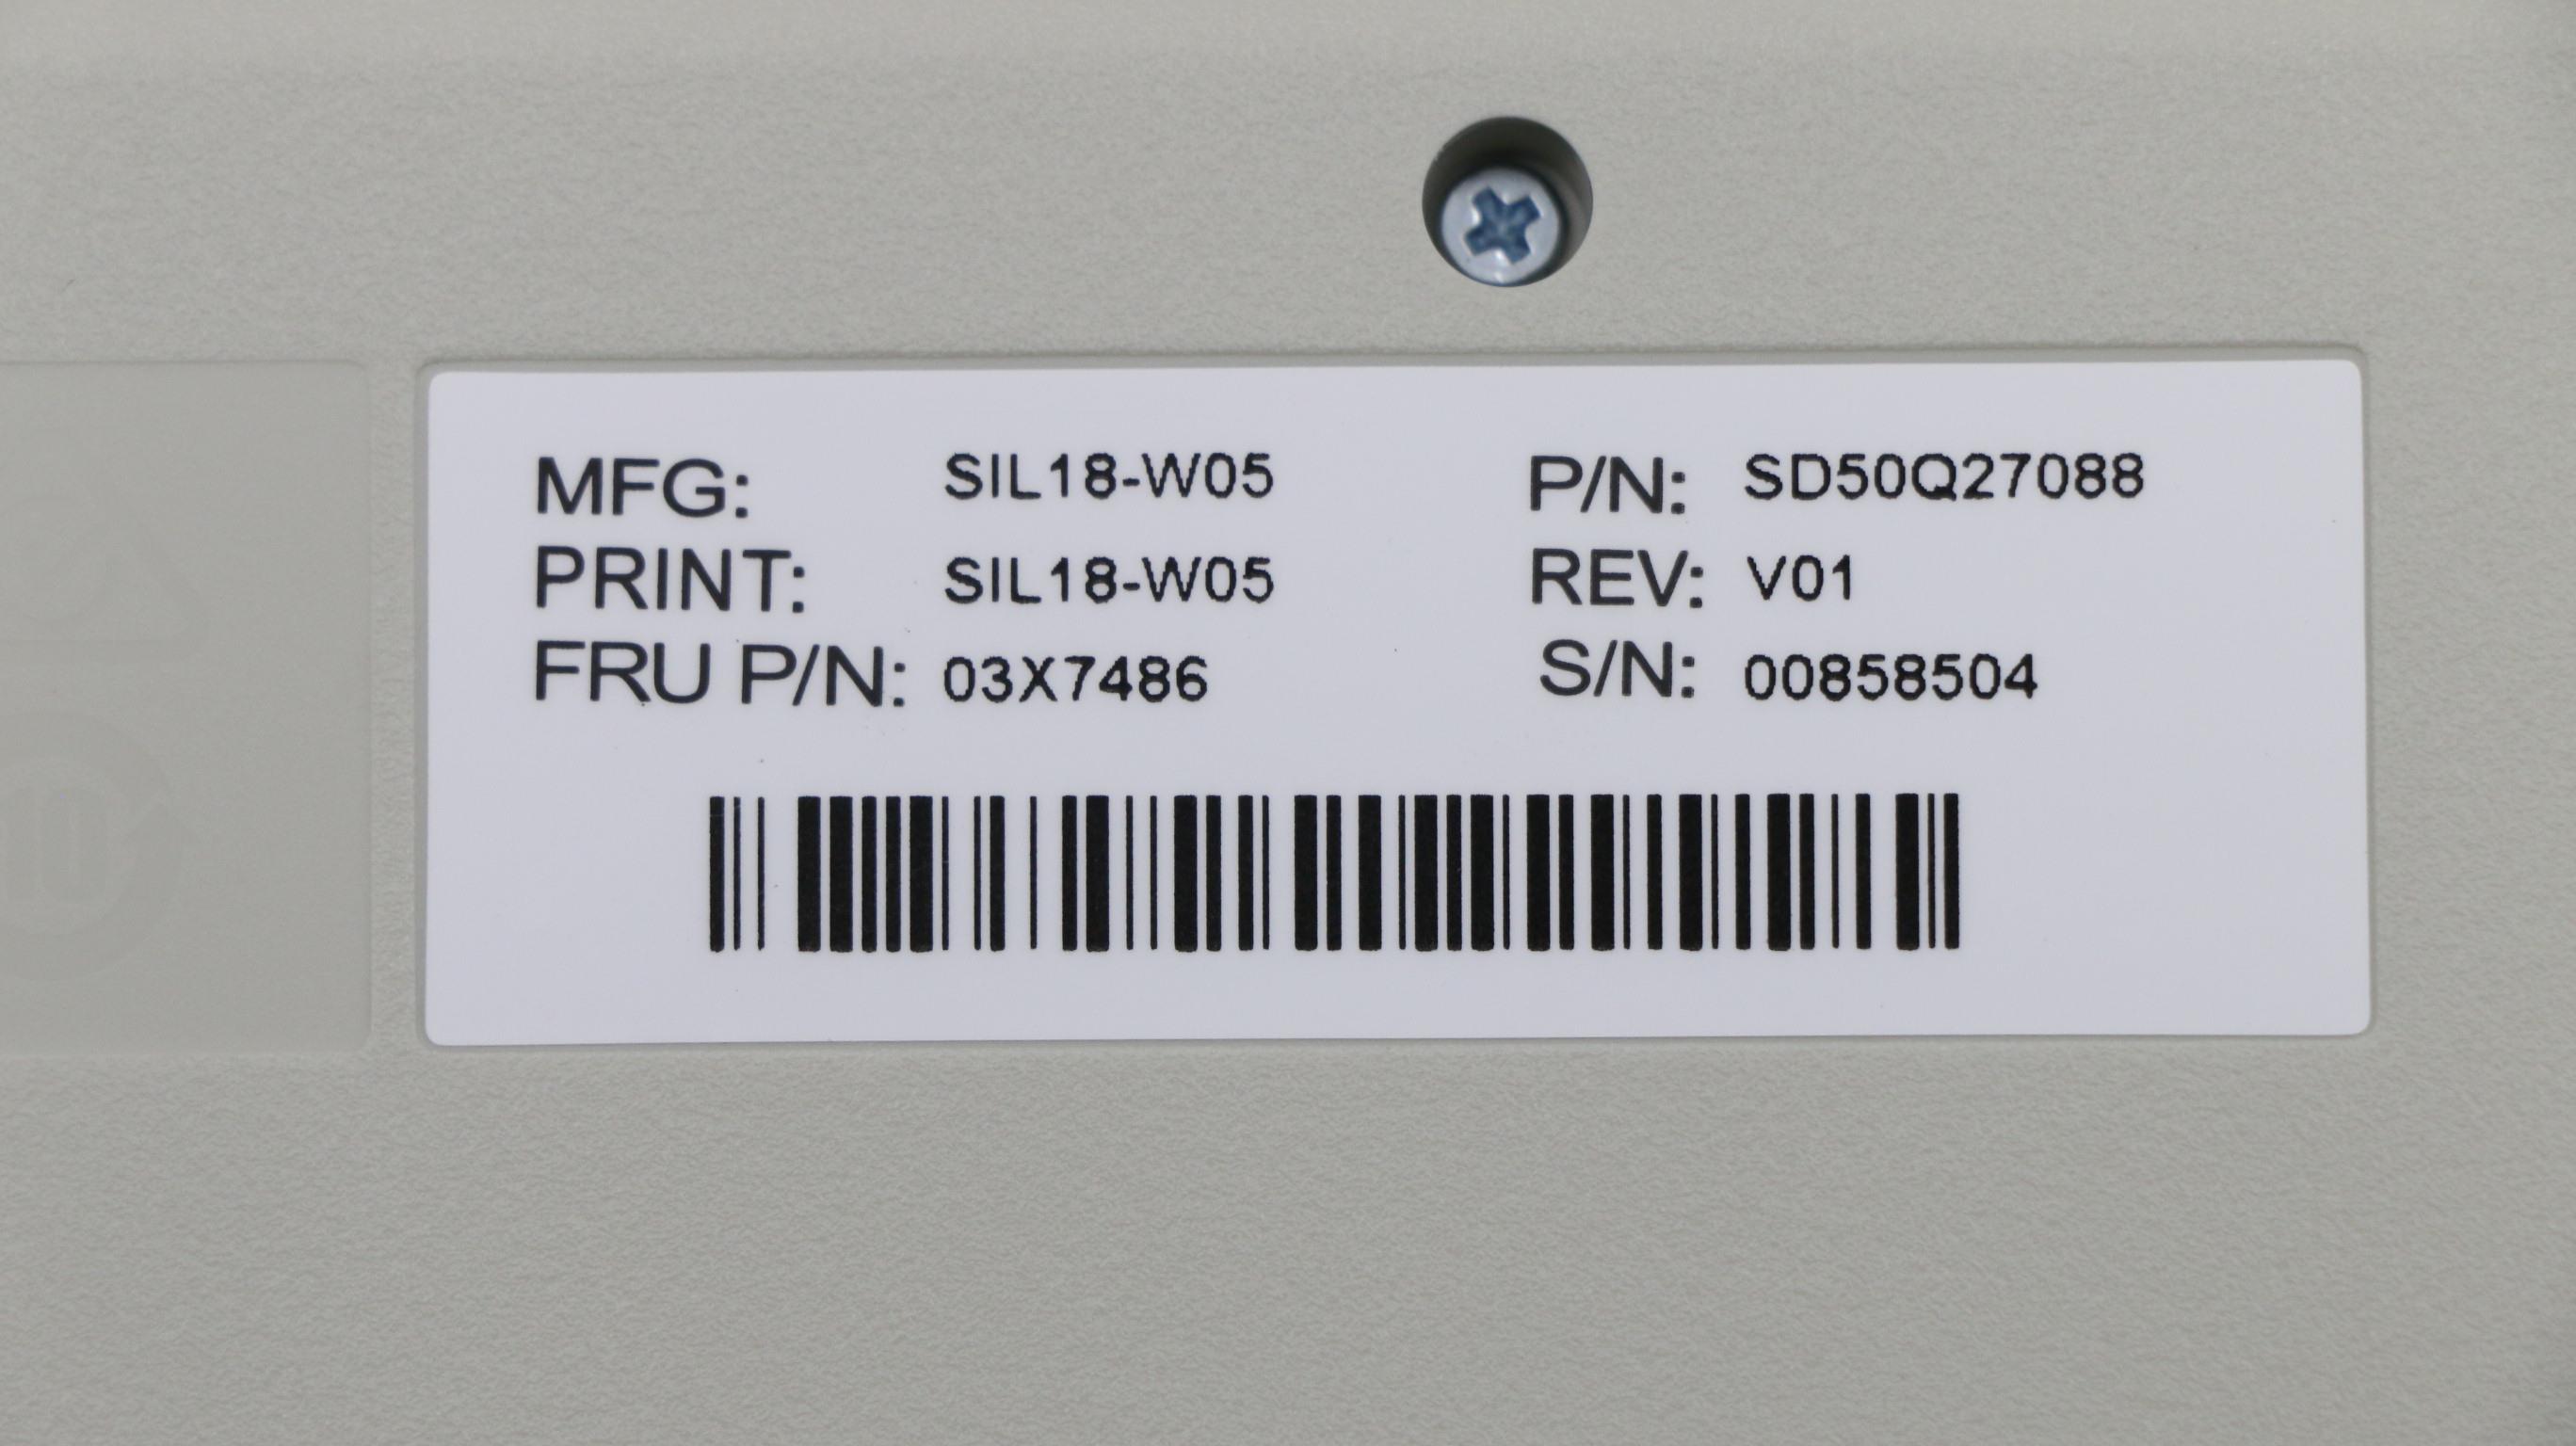 MFG: SIL18-W05 P/N: SD50Q27088
PRINT: SIL18-W05 REV: V01
FRU P/N: 03X7486 S/N: 00858504